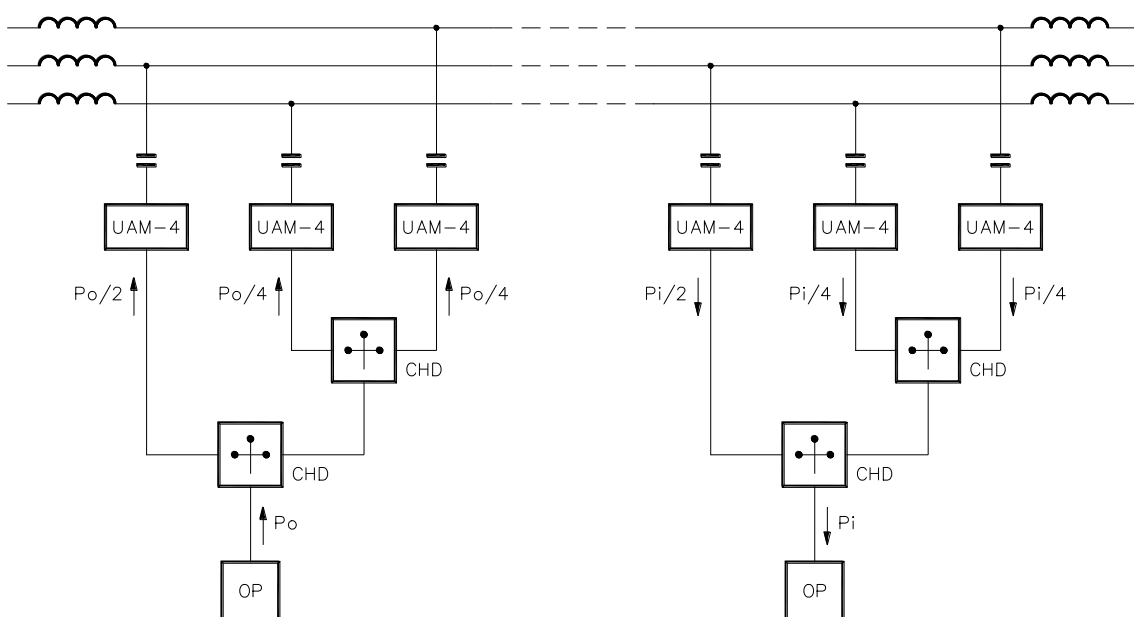 UAM-4 UAM-4 UAM-4 UAM-4 UAM-4 UAM-4
Po/2 Po/4 Po/4 Pi/2 Pi/4 Pi/4
CHD CHD
CHD CHD
Po Pi
OP OP